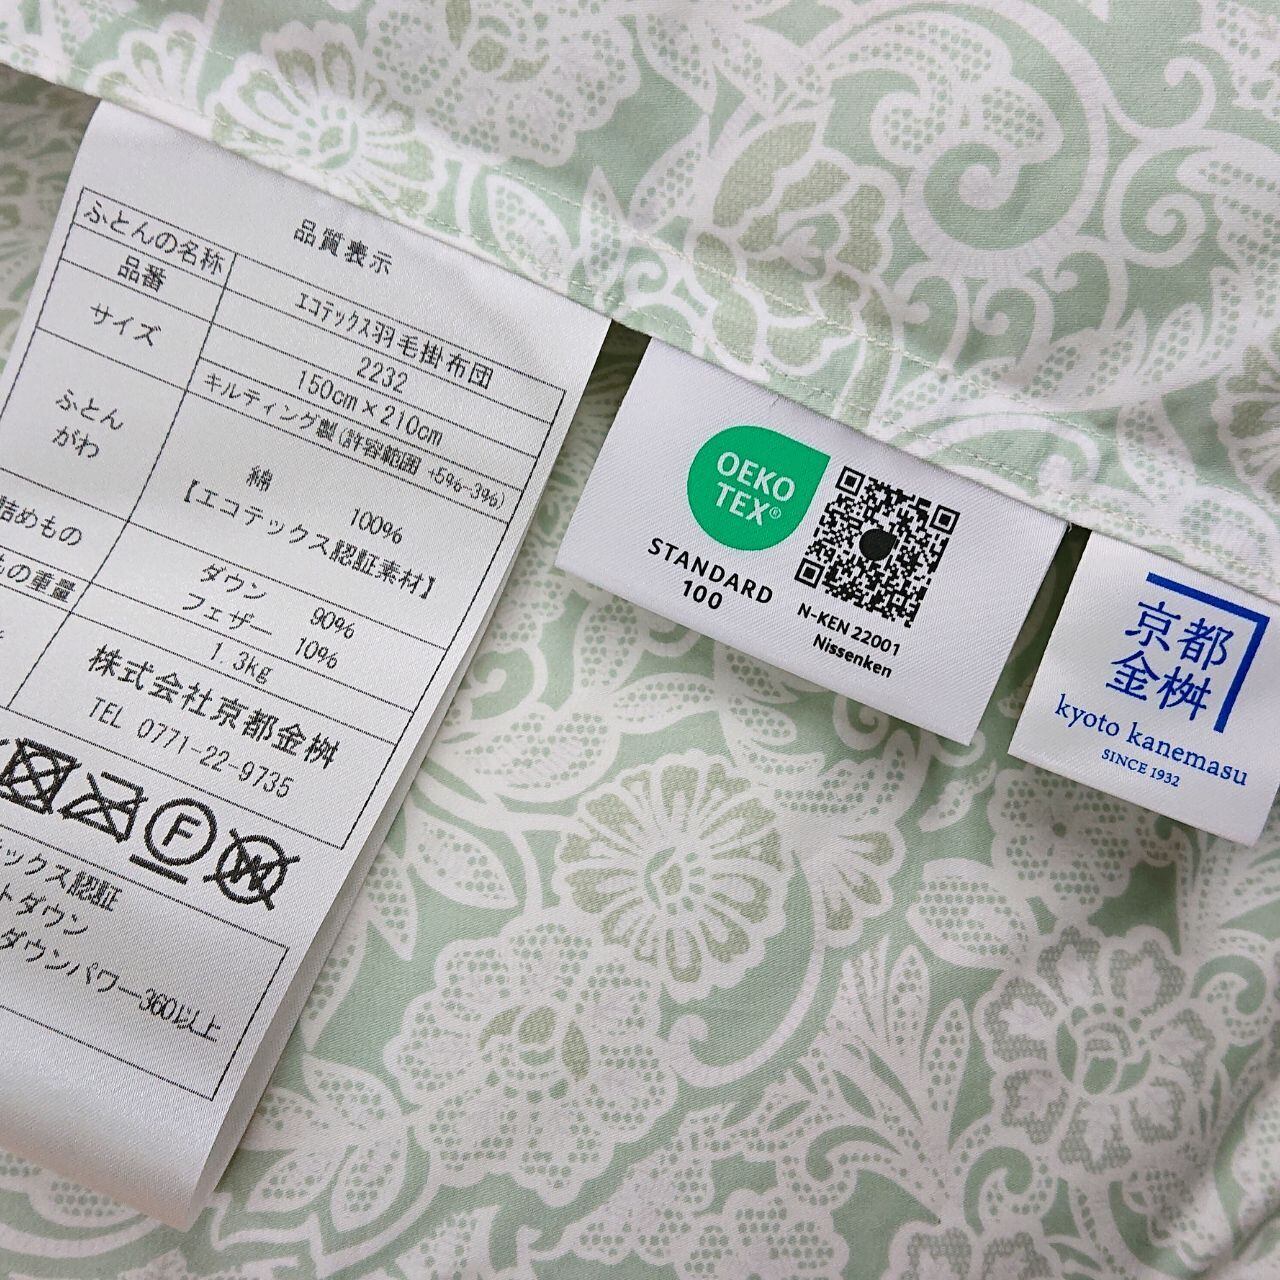 品質表示
ふとんの名称 エコテックス羽毛掛布団
品番 2232
サイズ 150cm×210cm
キルティング製(許容範囲 +5%-3%)
ふとん
がわ
綿 100%
【エコテックス認証素材】
詰めもの
ダウン 90%
フェザー 10%
の重量 1.3kg
株式会社京都金桝
TEL 0771-22-9735
F
W
テックス認証
トダウン
ダウンパワー360以上
OEKO
TEX®
STANDARD
100
N-KEN 22001
Nissenken
京都
金桝
kyoto kanemasu
SINCE 1932